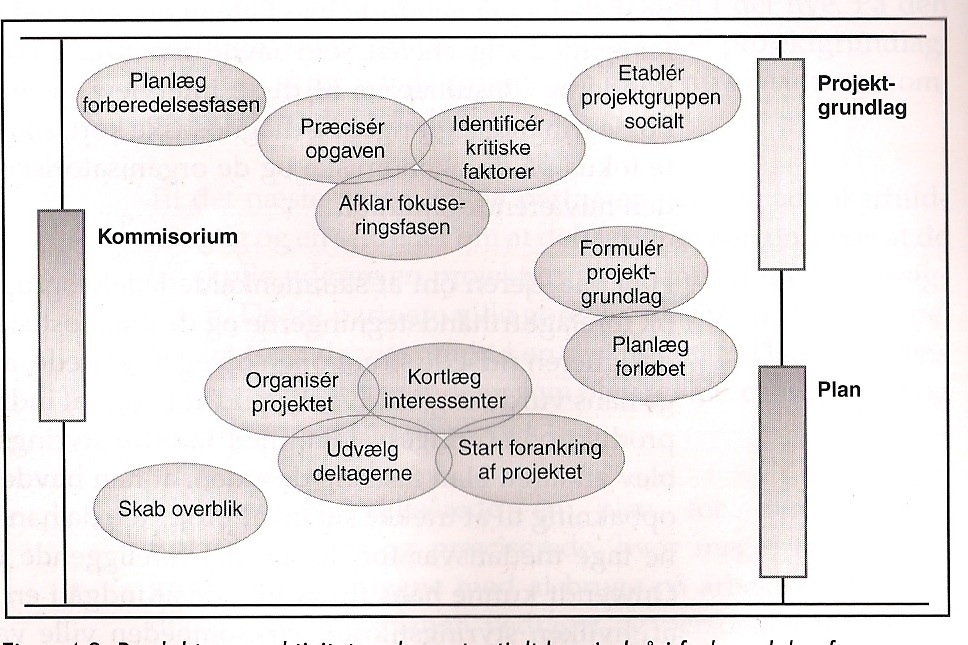 Planlæg
forberedelsesfasen
Præcisér
opgaven
Identificér
kritiske
faktorer
Etablér
projektgruppen
socialt
Projekt-
grundlag
Afklar fokuse-
ringsfasen
Kommisorium
Formulér
projekt-
grundlag
Planlæg
forløbet
Organisér
projektet
Kortlæg
interessenter
Plan
Udvælg
deltagerne
Start forankring
af projektet
Skab overblik